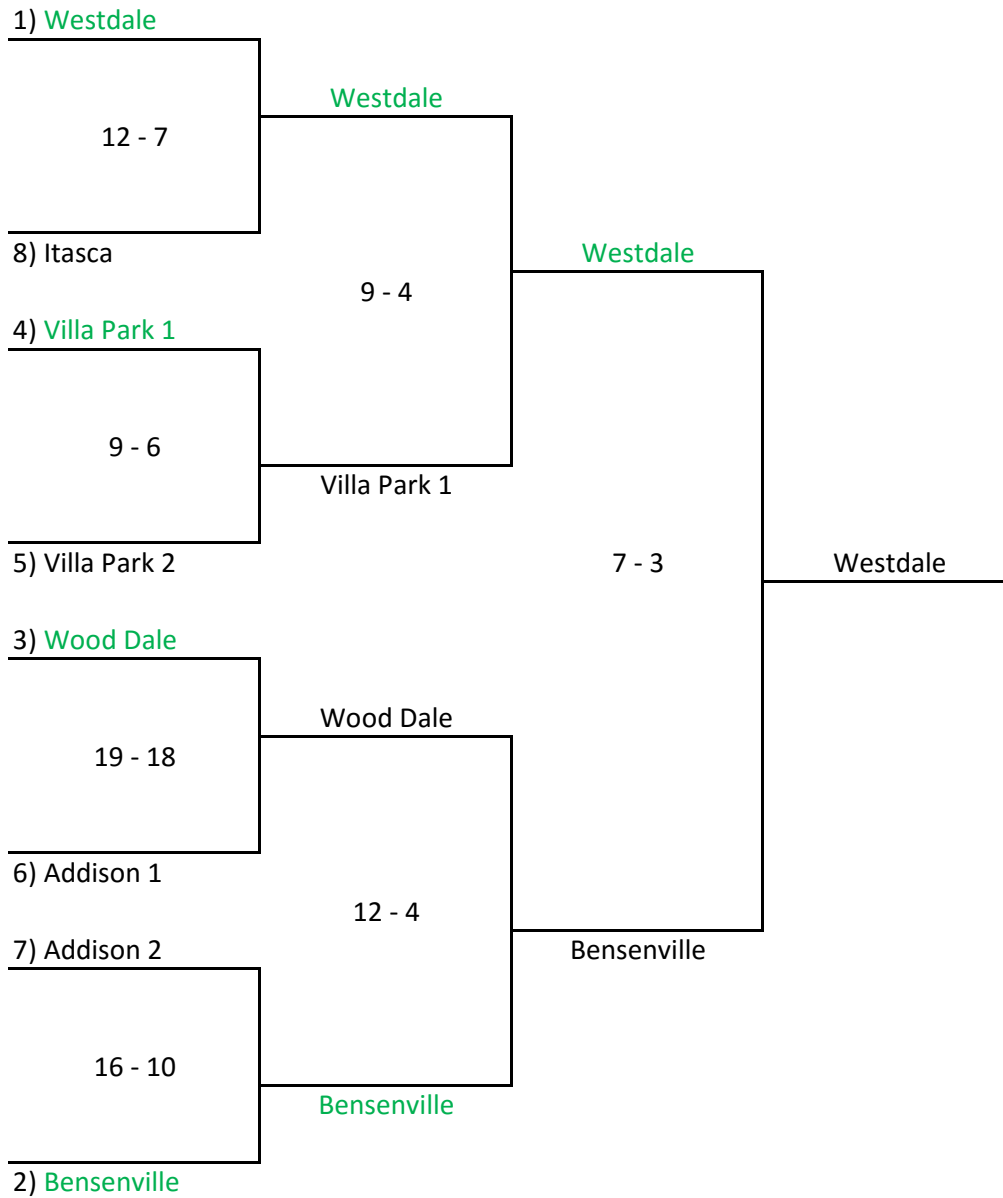 1) Westdale
Westdale
12 - 7
8) Itasca
Westdale
9 - 4
4) Villa Park 1
9 - 6
Villa Park 1
5) Villa Park 2
7 - 3
Westdale
3) Wood Dale
Wood Dale
19 - 18
6) Addison 1
12 - 4
7) Addison 2
Bensenville
16 - 10
Bensenville
2) Bensenville